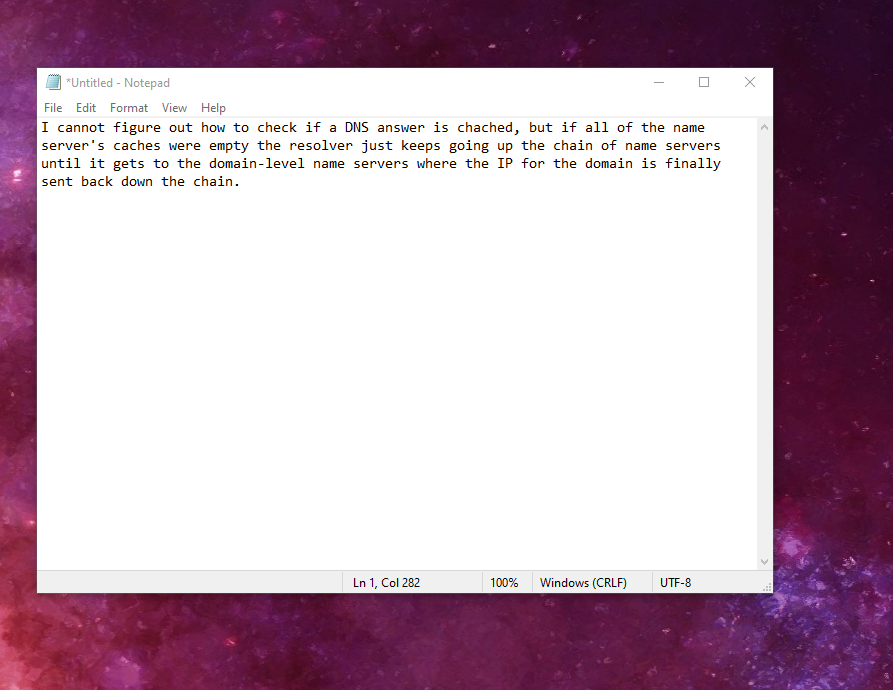 *Untitled - Notepad
File Edit Format View Help
I cannot figure out how to check if a DNS answer is chached, but if all of the name
server's caches were empty the resolver just keeps going up the chain of name servers
until it gets to the domain-level name servers where the IP for the domain is finally
sent back down the chain.
Ln 1, Col 282 100% Windows (CRLF) UTF-8